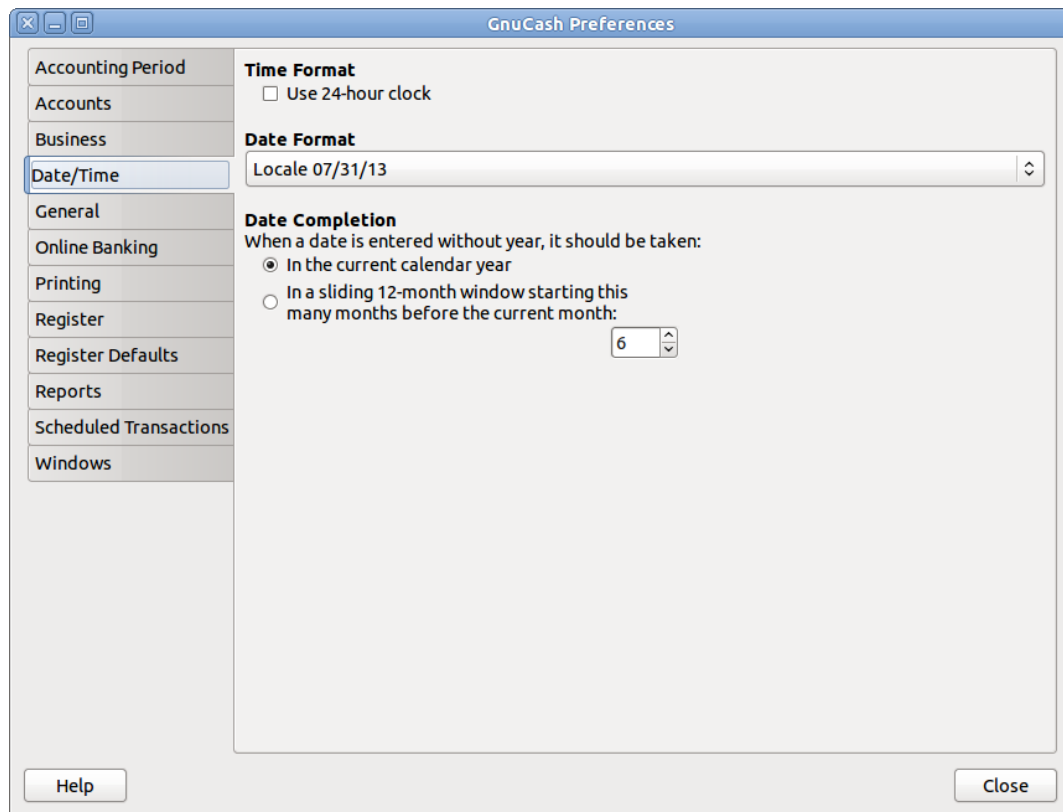 GnuCash Preferences
Accounting Period
Accounts
Business
Date/Time
General
Online Banking
Printing
Register
Register Defaults
Reports
Scheduled Transactions
Windows
Time Format
Use 24-hour clock
Date Format
Locale 07/31/13
Date Completion
When a date is entered without year, it should be taken:
In the current calendar year
In a sliding 12-month window starting this
many months before the current month:
6
Help
Close